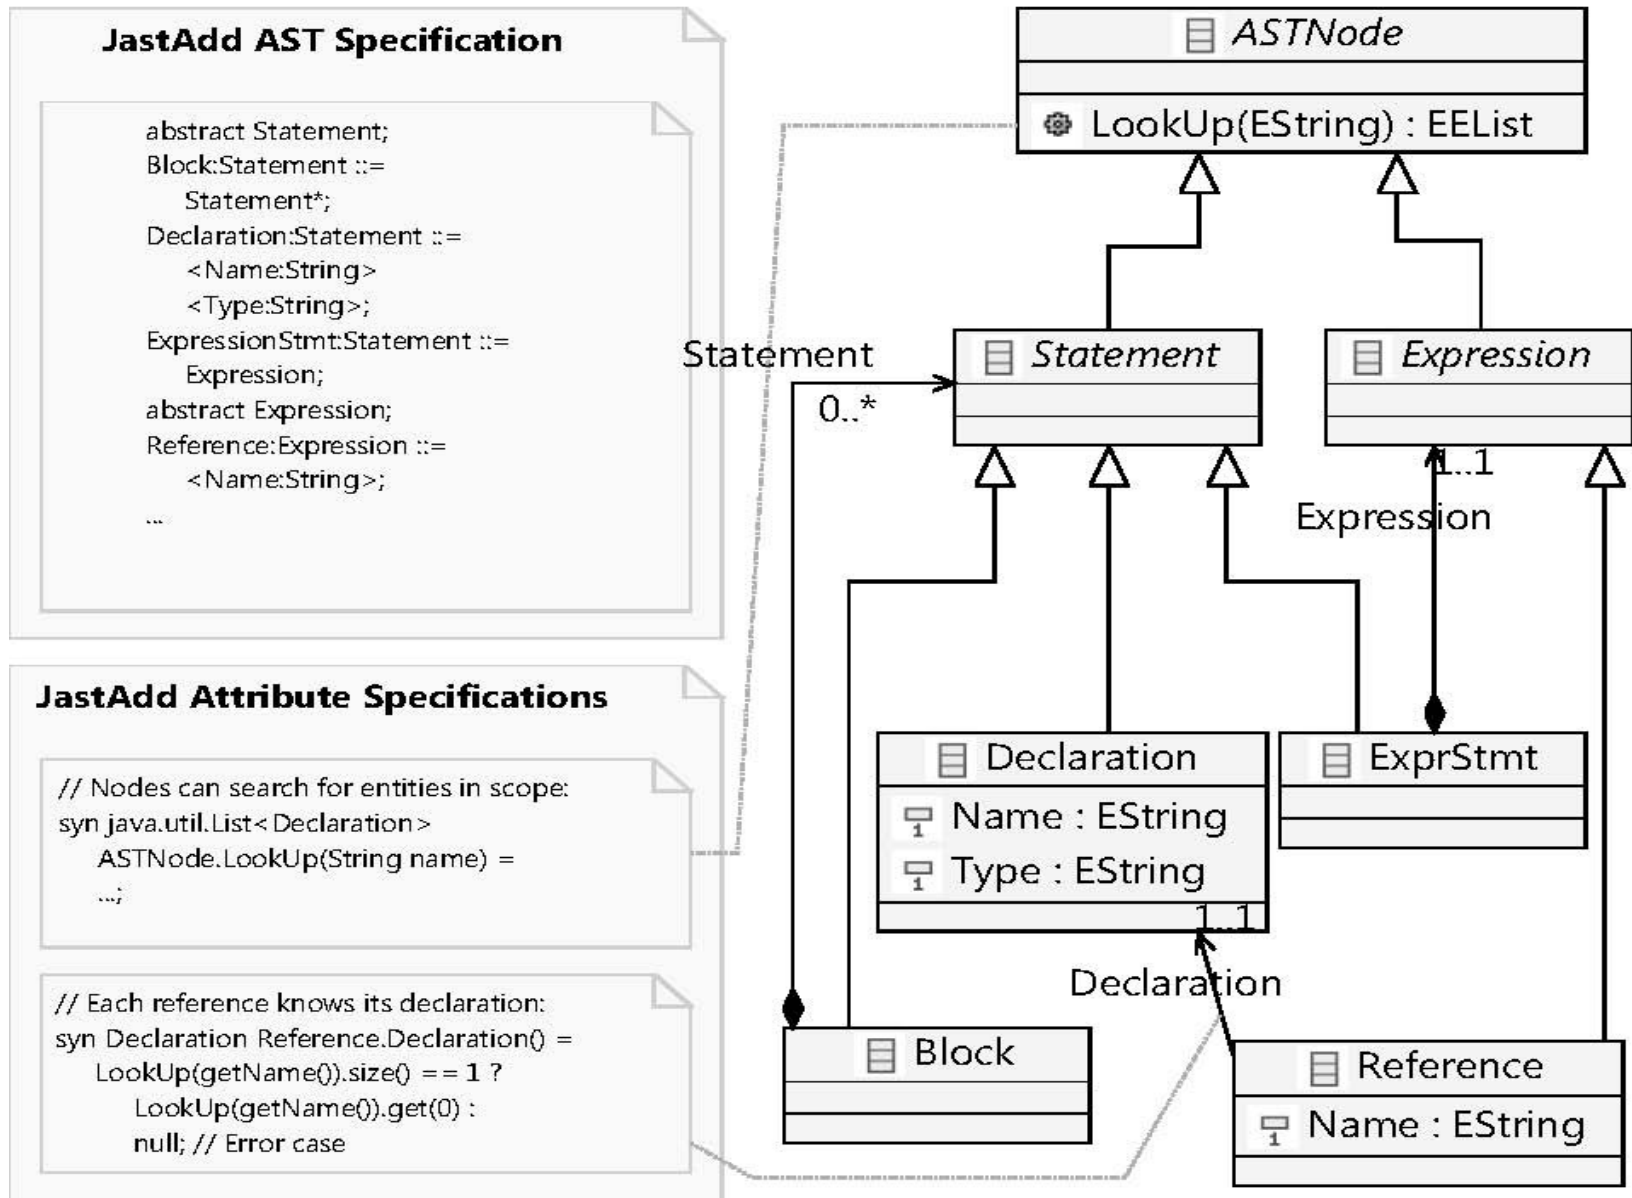 JastAdd AST Specification
abstract Statement;
Block:Statement ::=
Statement*;
Declaration:Statement ::=
<Name:String>
<Type:String>;
ExpressionStmt:Statement ::=
Expression;
abstract Expression;
Reference:Expression ::=
<Name:String>;
...
JastAdd Attribute Specifications
// Nodes can search for entities in scope:
syn java.util.List<Declaration>
ASTNode.LookUp(String name) =
...;
// Each reference knows its declaration:
syn Declaration Reference.Declaration() =
LookUp(getName()).size() == 1 ?
LookUp(getName()).get(0) :
null; // Error case
ASTNode
LookUp(EString) : EEList
Statement
0..*
Statement
Expression
1..1
Expression
Declaration
Name : EString
Type : EString
1..1
Declaration
ExprStmt
Block
Reference
Name : EString